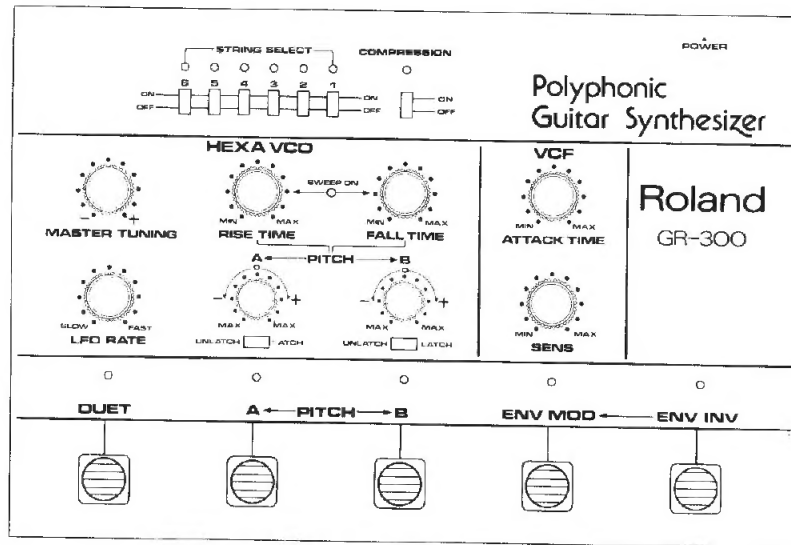 STRING SELECT COMPRESSION POWER
6 5 4 3 2 1
ON ON ON
OFF OFF OFF
Polyphonic
Guitar Synthesizer
HEXA VCO VCF
SWEEP ON
- + MIN MAX MIN MAX MIN MAX
MASTER TUNING RISE TIME FALL TIME ATTACK TIME
Roland
GR-300
A PITCH B
- + - +
SLOW FAST MAX MAX MAX MAX MIN MAX
LFO RATE UNLATCH LATCH UNLATCH LATCH SENS
DUET A PITCH B ENV MOD ENV INV